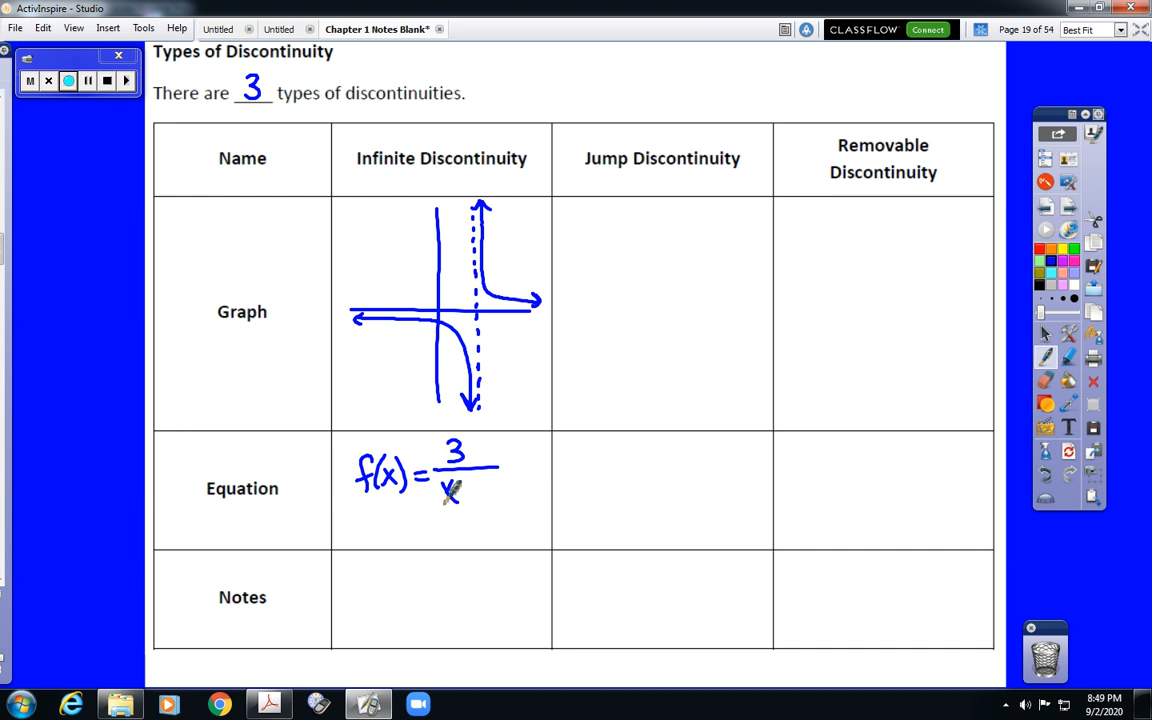 ActivInspire - Studio
File Edit View Insert Tools Help
Untitled Untitled Chapter 1 Notes Blank*
CLASSFLOW Connect
Page 19 of 54 Best Fit
M
Types of Discontinuity
There are 3 types of discontinuities.
Name Infinite Discontinuity Jump Discontinuity Removable
Discontinuity
Graph
Equation f(x) = 3
x
Notes
8:49 PM
9/2/2020